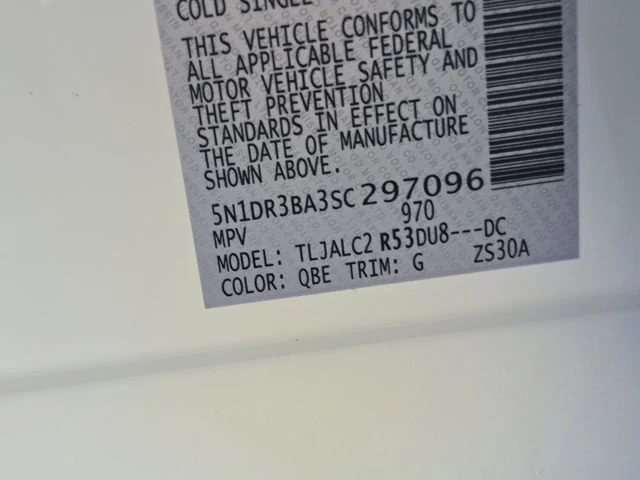 COLD SINGLE
THIS VEHICLE CONFORMS TO
ALL APPLICABLE FEDERAL
MOTOR VEHICLE SAFETY AND
THEFT PREVENTION
STANDARDS IN EFFECT ON
THE DATE OF MANUFACTURE
SHOWN ABOVE.
5N1DR3BA3SC297096
MPV 970
MODEL: TLJALC2 R53DU8---DC
COLOR: QBE TRIM: G ZS30A